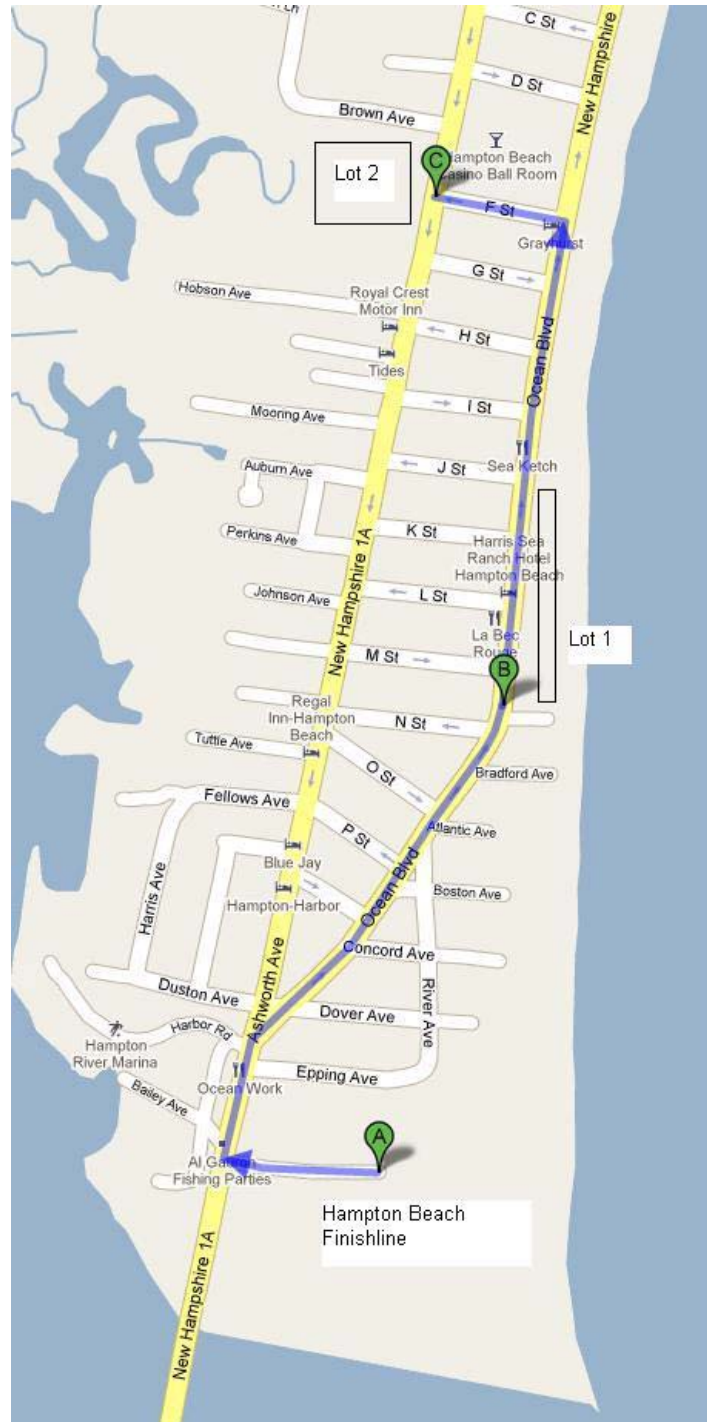 C St
New Hampshire
D St
Brown Ave
C
Hampton Beach
Casino Ball Room
Lot 2
F St
Grayhurst
G St
Hobson Ave
Royal Crest
Motor Inn
H St
Ocean Blvd
Tides
I St
Mooring Ave
J St
Sea Ketch
Auburn Ave
New Hampshire 1A
K St
Perkins Ave
Harris Sea
Ranch Hotel
Hampton Beach
L St
Johnson Ave
La Bec
Rouge
Lot 1
M St
B
Regal
Inn-Hampton
Beach
N St
Tuttle Ave
O St
Bradford Ave
Fellows Ave
Atlantic Ave
P St
Blue Jay
Ocean Blvd
Harris Ave
Hampton-Harbor
Boston Ave
Concord Ave
Ashworth Ave
River Ave
Duston Ave
Dover Ave
Harbor Rd
Hampton
River Marina
Ocean Work
Epping Ave
Bailey Ave
A
Al Gauron
Fishing Parties
Hampton Beach
Finishline
New Hampshire 1A